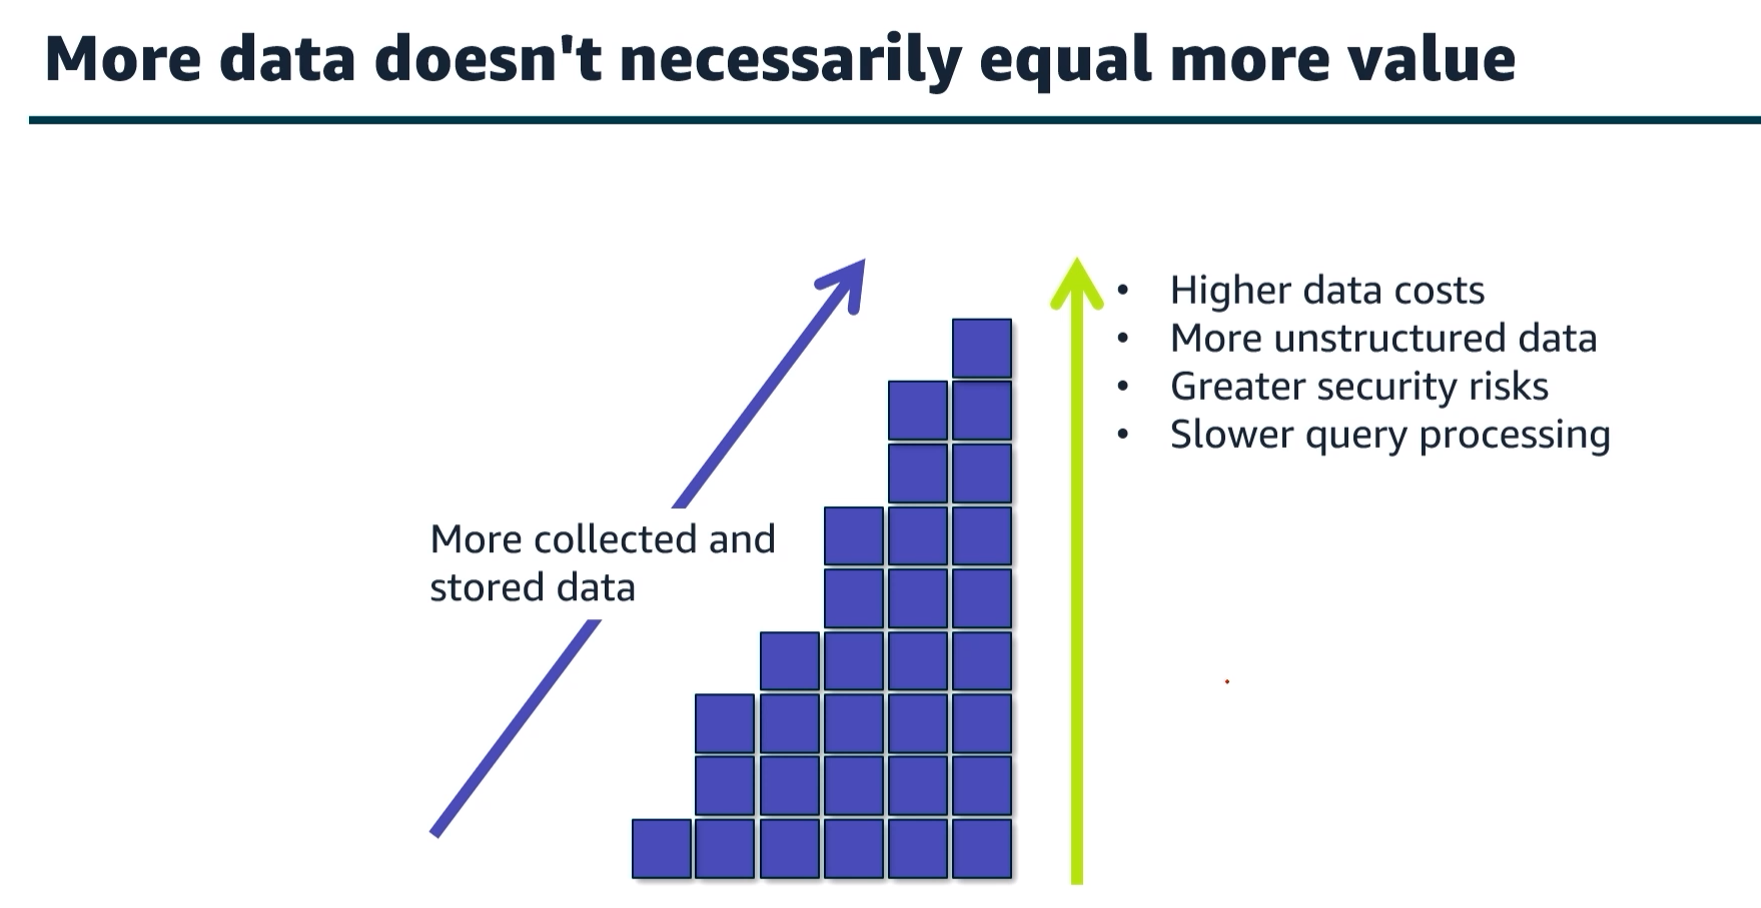 More data doesn't necessarily equal more value
More collected and
stored data
• Higher data costs
• More unstructured data
• Greater security risks
• Slower query processing